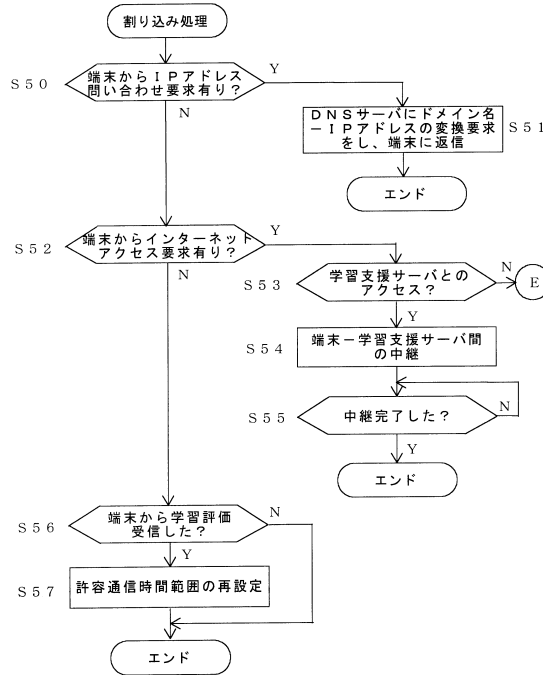 割り込み処理
S50
端末からＩＰアドレス
問い合わせ要求有り？
Y
N
ＤＮＳサーバにドメイン名
－ＩＰアドレスの変換要求
をし、端末に返信
S51
エンド
S52
端末からインターネット
アクセス要求有り？
Y
N
S53
学習支援サーバとの
アクセス？
N
E
Y
S54
端末－学習支援サーバ間
の中継
S55
中継完了した？
N
Y
エンド
S56
端末から学習評価
受信した？
N
Y
S57
許容通信時間範囲の再設定
エンド